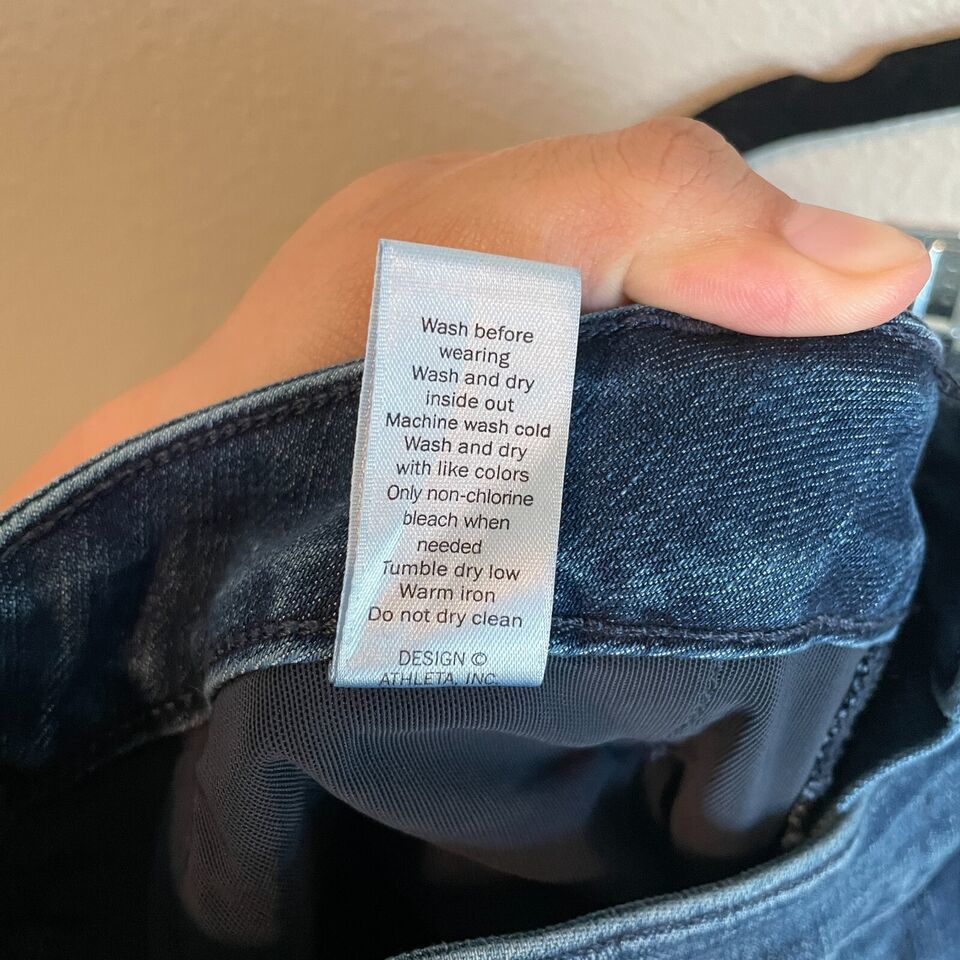 Wash before
wearing
Wash and dry
inside out
Machine wash cold
Wash and dry
with like colors
Only non-chlorine
bleach when
needed
Tumble dry low
Warm iron
Do not dry clean
DESIGN ©
ATHLETA, INC.